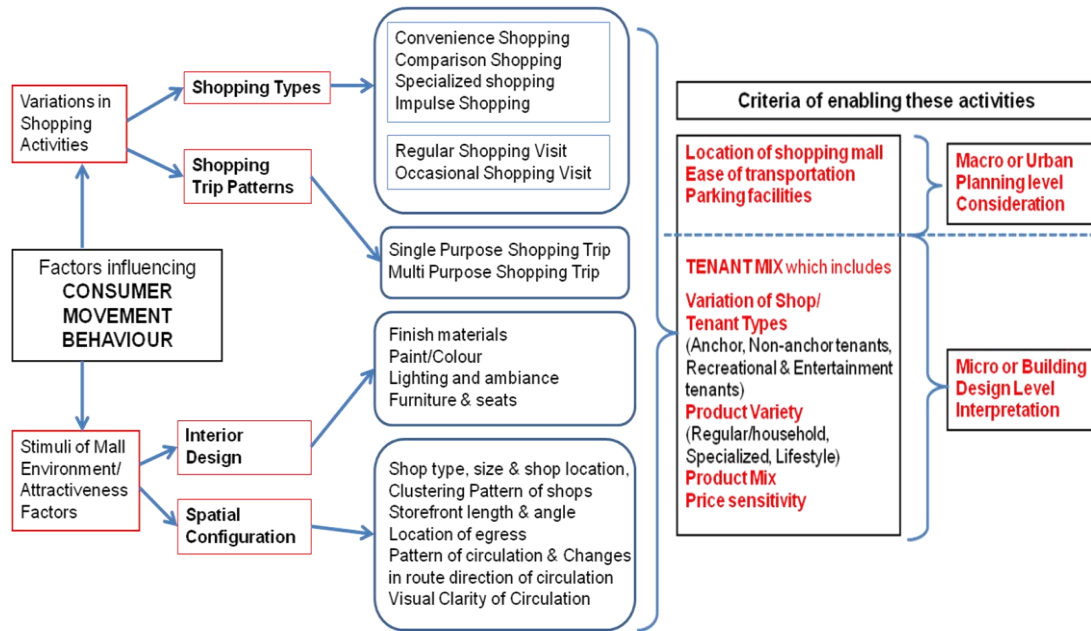 Variations in
Shopping
Activities
Factors influencing
CONSUMER
MOVEMENT
BEHAVIOUR
Stimuli of Mall
Environment/
Attractiveness
Factors
Shopping Types
Shopping
Trip Patterns
Interior
Design
Spatial
Configuration
Convenience Shopping
Comparison Shopping
Specialized shopping
Impulse Shopping
Regular Shopping Visit
Occasional Shopping Visit
Single Purpose Shopping Trip
Multi Purpose Shopping Trip
Finish materials
Paint/Colour
Lighting and ambiance
Furniture & seats
Shop type, size & shop location,
Clustering Pattern of shops
Storefront length & angle
Location of egress
Pattern of circulation & Changes
in route direction of circulation
Visual Clarity of Circulation
Criteria of enabling these activities
Location of shopping mall
Ease of transportation
Parking facilities
TENANT MIX which includes
Variation of Shop/
Tenant Types
(Anchor, Non-anchor tenants,
Recreational & Entertainment
tenants)
Product Variety
(Regular/household,
Specialized, Lifestyle)
Product Mix
Price sensitivity
Macro or Urban
Planning level
Consideration
Micro or Building
Design Level
Interpretation